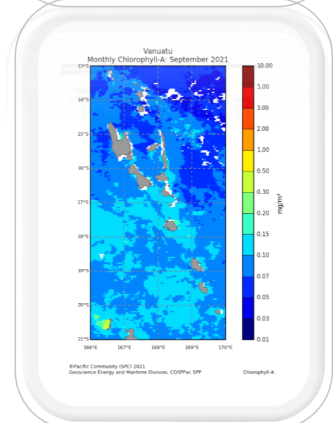 Vanuatu
Monthly Chlorophyll-A: September 2021
13°S
14°S
15°S
16°S
17°S
18°S
19°S
20°S
21°S
166°E 167°E 168°E 169°E 170°E
10.00
5.00
3.00
2.00
1.00
0.50
0.30
0.20
0.15
0.10
0.07
0.05
0.03
0.01
mg/m³
©Pacific Community (SPC) 2021
Geoscience Energy and Maritime Division, COSPPac SPP
Chlorophyll-A